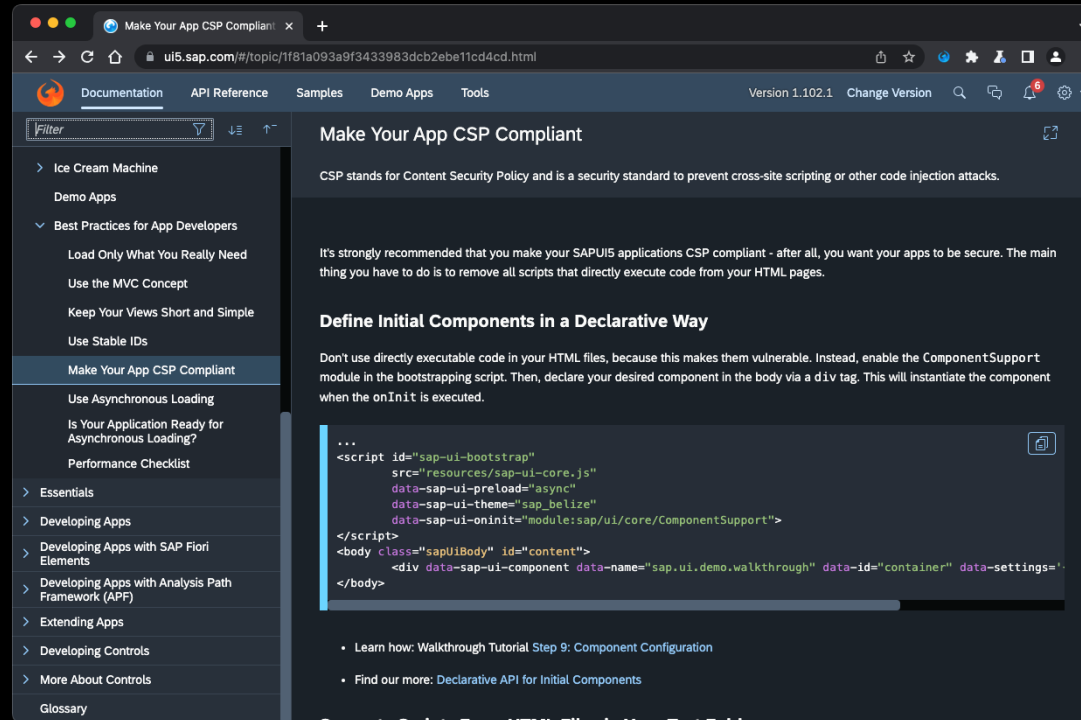 Make Your App CSP Compliant
ui5.sap.com/#/topic/1f81a093a9f3433983dcb2ebe11cd4cd.html
Documentation API Reference Samples Demo Apps Tools Version 1.102.1 Change Version 6
Filter
Ice Cream Machine
Demo Apps
Best Practices for App Developers
Load Only What You Really Need
Use the MVC Concept
Keep Your Views Short and Simple
Use Stable IDs
Make Your App CSP Compliant
Use Asynchronous Loading
Is Your Application Ready for
Asynchronous Loading?
Performance Checklist
Essentials
Developing Apps
Developing Apps with SAP Fiori
Elements
Developing Apps with Analysis Path
Framework (APF)
Extending Apps
Developing Controls
More About Controls
Glossary
Make Your App CSP Compliant
CSP stands for Content Security Policy and is a security standard to prevent cross-site scripting or other code injection attacks.
It's strongly recommended that you make your SAPUI5 applications CSP compliant - after all, you want your apps to be secure. The main
thing you have to do is to remove all scripts that directly execute code from your HTML pages.
Define Initial Components in a Declarative Way
Don't use directly executable code in your HTML files, because this makes them vulnerable. Instead, enable the ComponentSupport
module in the bootstrapping script. Then, declare your desired component in the body via a div tag. This will instantiate the component
when the onInit is executed.
...
<script id="sap-ui-bootstrap"
src="resources/sap-ui-core.js"
data-sap-ui-preload="async"
data-sap-ui-theme="sap_belize"
data-sap-ui-oninit="module:sap/ui/core/ComponentSupport">
</script>
<body class="sapUiBody" id="content">
<div data-sap-ui-component data-name="sap.ui.demo.walkthrough" data-id="container" data-settings='
</body>
• Learn how: Walkthrough Tutorial Step 9: Component Configuration
• Find our more: Declarative API for Initial Components